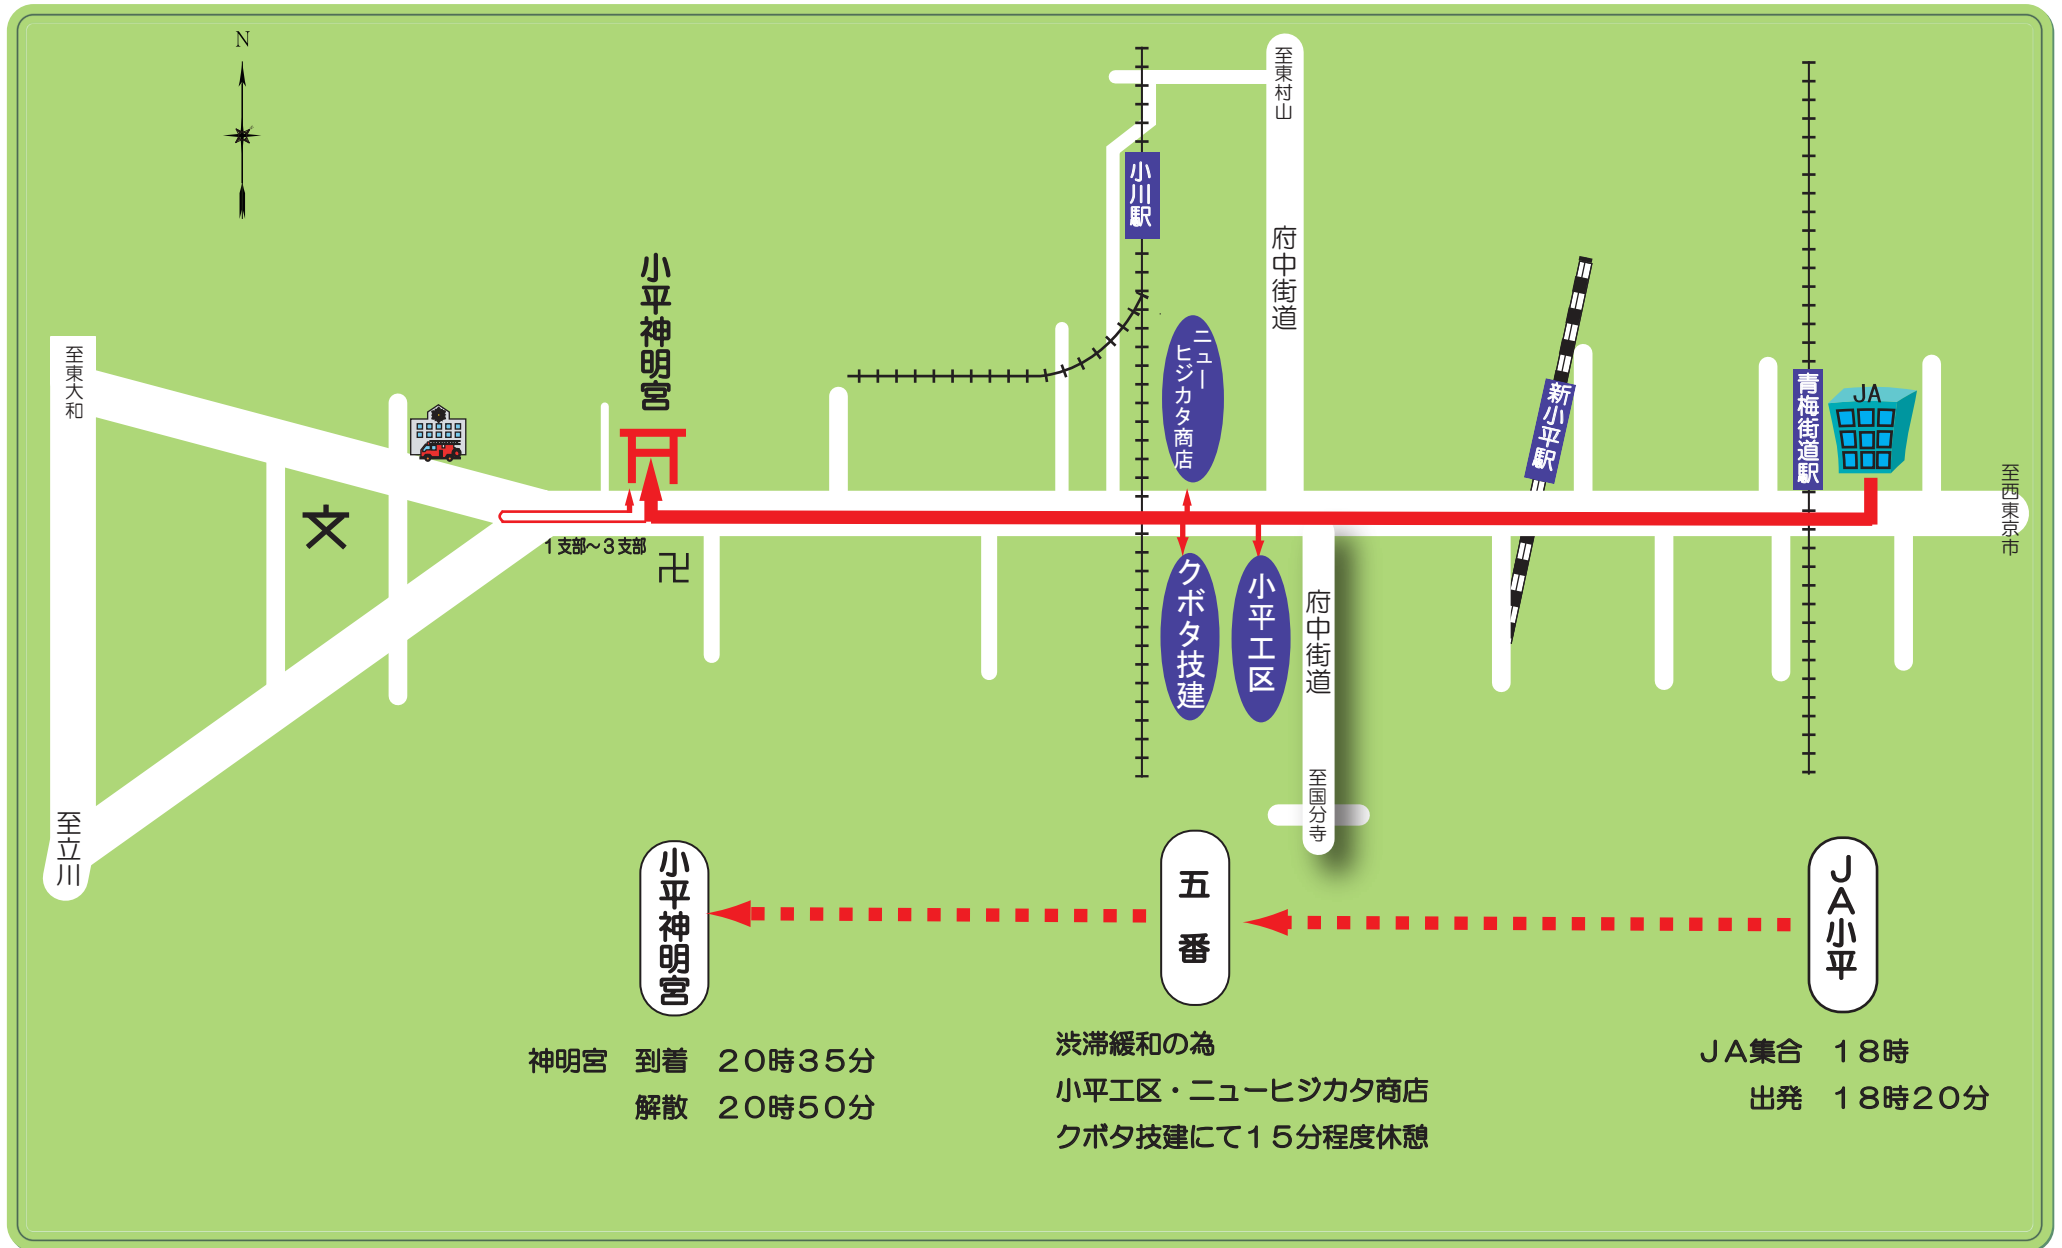 N
至東村山
小川駅
府中街道
小平神明宮
ニュー
ヒジカタ商店
新小平駅
青梅街道駅
JA
至東大和
至西東京市
文
1支部～3支部
卍
クボタ技建
小平工区
府中街道
至国分寺
至立川
小平神明宮
五番
JA小平
神明宮 到着 20時35分
解散 20時50分
渋滞緩和の為
小平工区・ニューヒジカタ商店
クボタ技建にて15分程度休憩
JA集合 18時
出発 18時20分